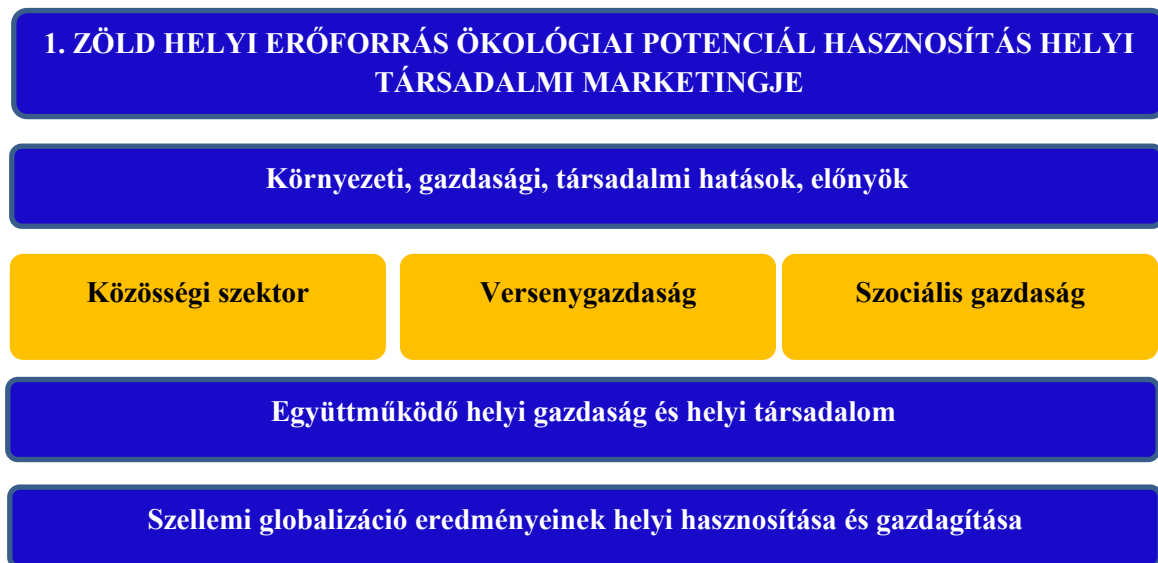 1. ZÖLD HELYI ERŐFORRÁS ÖKOLÓGIAI POTENCIÁL HASZNOSÍTÁS HELYI
TÁRSADALMI MARKETINGJE
Környezeti, gazdasági, társadalmi hatások, előnyök
Közösségi szektor
Versenygazdaság
Szociális gazdaság
Együttműködő helyi gazdaság és helyi társadalom
Szellemi globalizáció eredményeinek helyi hasznosítása és gazdagítása